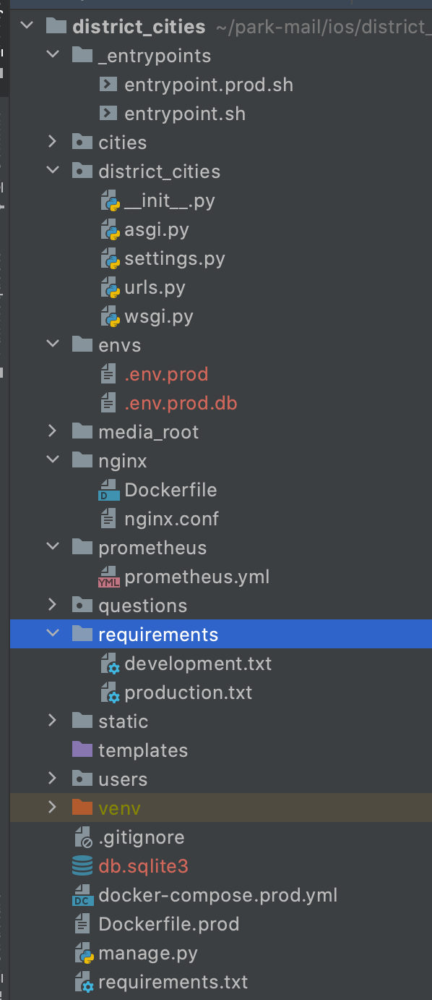 district_cities ~/park-mail/ios/district_
_entrypoints
entrypoint.prod.sh
entrypoint.sh
cities
district_cities
__init__.py
asgi.py
settings.py
urls.py
wsgi.py
envs
.env.prod
.env.prod.db
media_root
nginx
D Dockerfile
nginx.conf
prometheus
YML prometheus.yml
questions
requirements
development.txt
production.txt
static
templates
users
venv
.gitignore
db.sqlite3
DC docker-compose.prod.yml
Dockerfile.prod
manage.py
requirements.txt